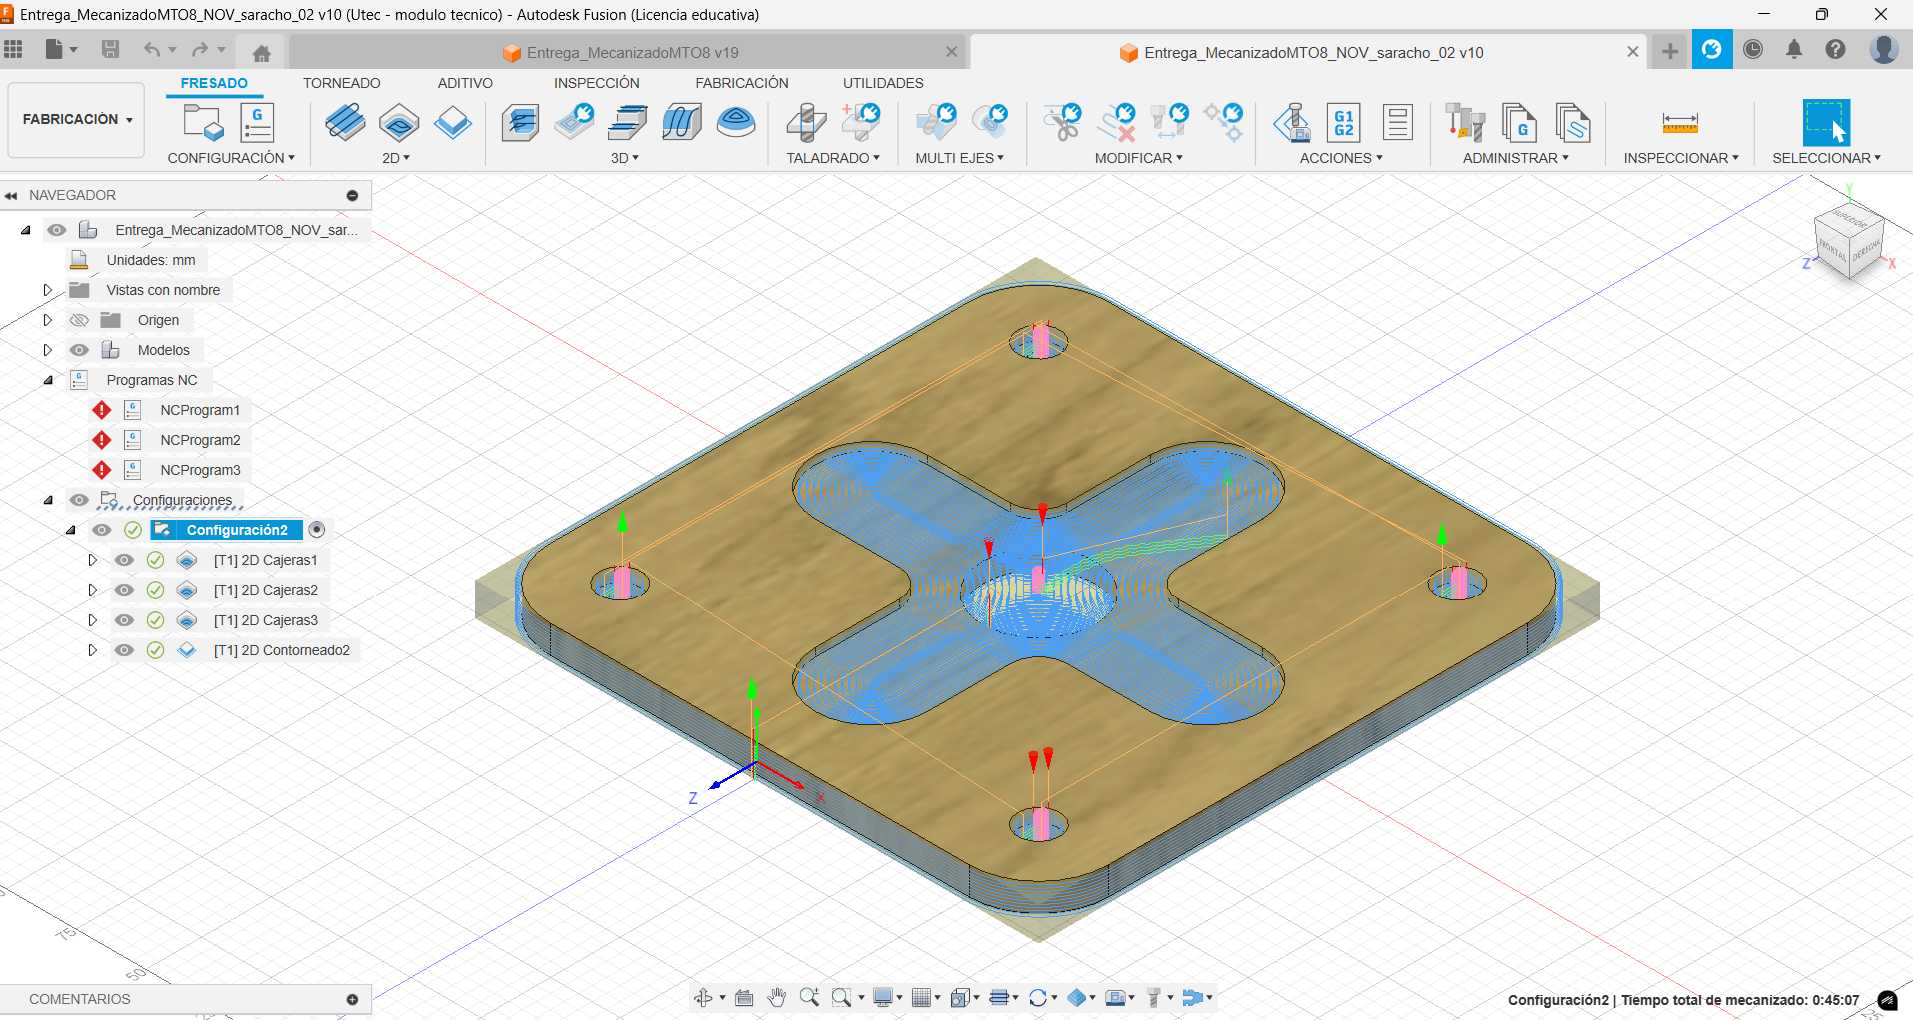 Entrega_MecanizadoMTO8_NOV_saracho_02 v10 (Utec - modulo tecnico) - Autodesk Fusion (Licencia educativa)
Entrega_MecanizadoMTO8 v19
Entrega_MecanizadoMTO8_NOV_saracho_02 v10
FRESADO TORNEADO ADITIVO INSPECCIÓN FABRICACIÓN UTILIDADES
FABRICACIÓN
G
G1
G2
G
CONFIGURACIÓN 2D 3D TALADRADO MULTI EJES MODIFICAR ACCIONES ADMINISTRAR INSPECCIONAR SELECCIONAR
NAVEGADOR
Entrega_MecanizadoMTO8_NOV_sar...
Unidades: mm
Vistas con nombre
Origen
Modelos
Programas NC
NCProgram1
NCProgram2
NCProgram3
Configuraciones
Configuración2
[T1] 2D Cajeras1
[T1] 2D Cajeras2
[T1] 2D Cajeras3
[T1] 2D Contorneado2
Y
SUPERIOR
FRONTAL
DERECHA
Z
X
Z
X
75
50
25
COMENTARIOS
Configuración2 | Tiempo total de mecanizado: 0:45:07